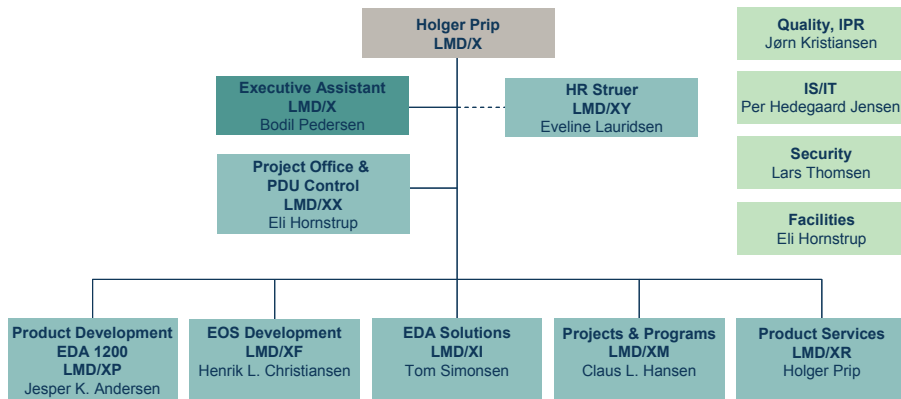 Holger Prip
LMD/X
Quality, IPR
Jørn Kristiansen
Executive Assistant
LMD/X
Bodil Pedersen
HR Struer
LMD/XY
Eveline Lauridsen
IS/IT
Per Hedegaard Jensen
Project Office &
PDU Control
LMD/XX
Eli Hornstrup
Security
Lars Thomsen
Facilities
Eli Hornstrup
Product Development
EDA 1200
LMD/XP
Jesper K. Andersen
EOS Development
LMD/XF
Henrik L. Christiansen
EDA Solutions
LMD/XI
Tom Simonsen
Projects & Programs
LMD/XM
Claus L. Hansen
Product Services
LMD/XR
Holger Prip